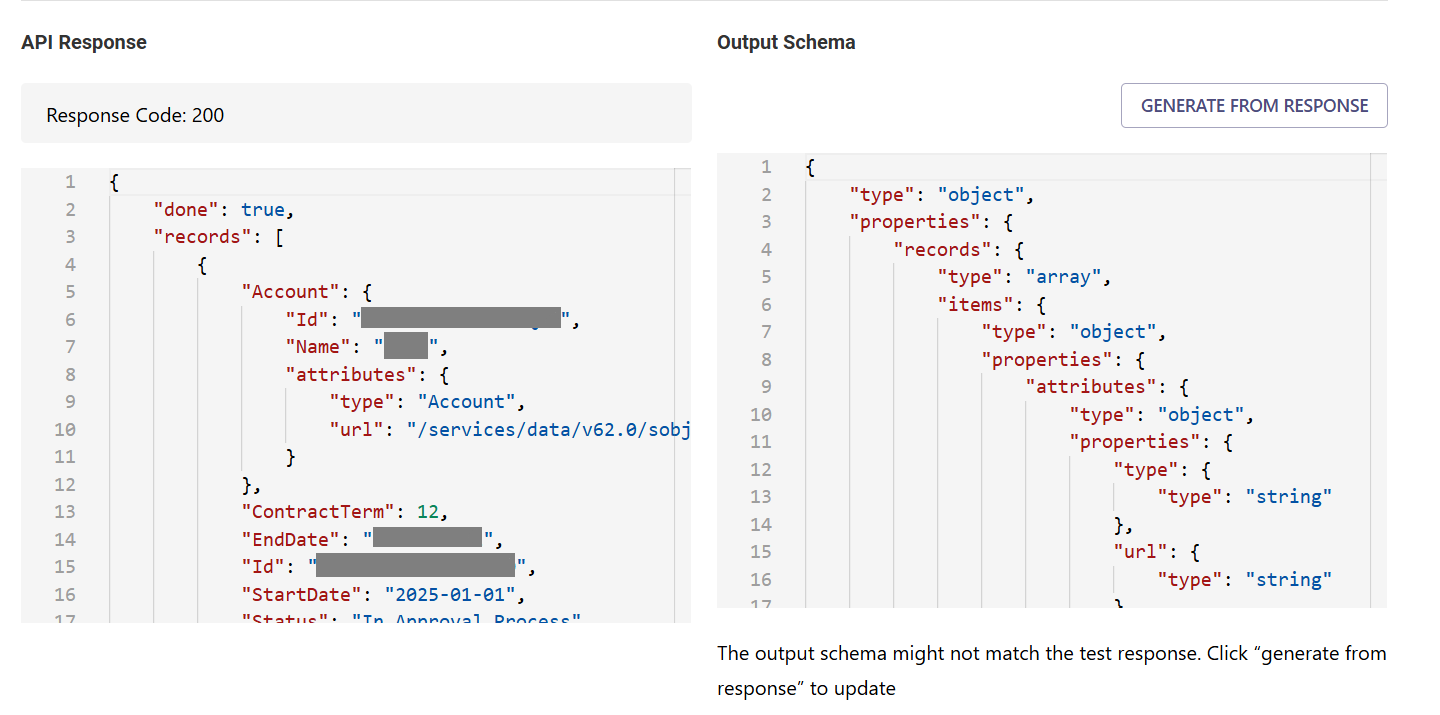 API Response
Response Code: 200
1 {
2 "done": true,
3 "records": [
4 {
5 "Account": {
6 "Id": "",
7 "Name": "",
8 "attributes": {
9 "type": "Account",
10 "url": "/services/data/v62.0/sobj
11 }
12 },
13 "ContractTerm": 12,
14 "EndDate": "",
15 "Id": "",
16 "StartDate": "2025-01-01",
17 "Status": "In Approval Process"
Output Schema
GENERATE FROM RESPONSE
1 {
2 "type": "object",
3 "properties": {
4 "records": {
5 "type": "array",
6 "items": {
7 "type": "object",
8 "properties": {
9 "attributes": {
10 "type": "object",
11 "properties": {
12 "type": {
13 "type": "string"
14 },
15 "url": {
16 "type": "string"
17 }
The output schema might not match the test response. Click “generate from
response” to update